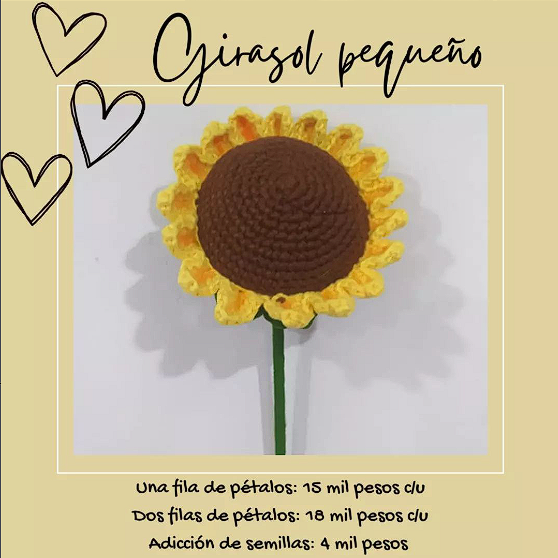 Girasol pequeño
Una fila de pétalos: 15 mil pesos c/u
Dos filas de pétalos: 18 mil pesos c/u
Adicción de semillas: 4 mil pesos